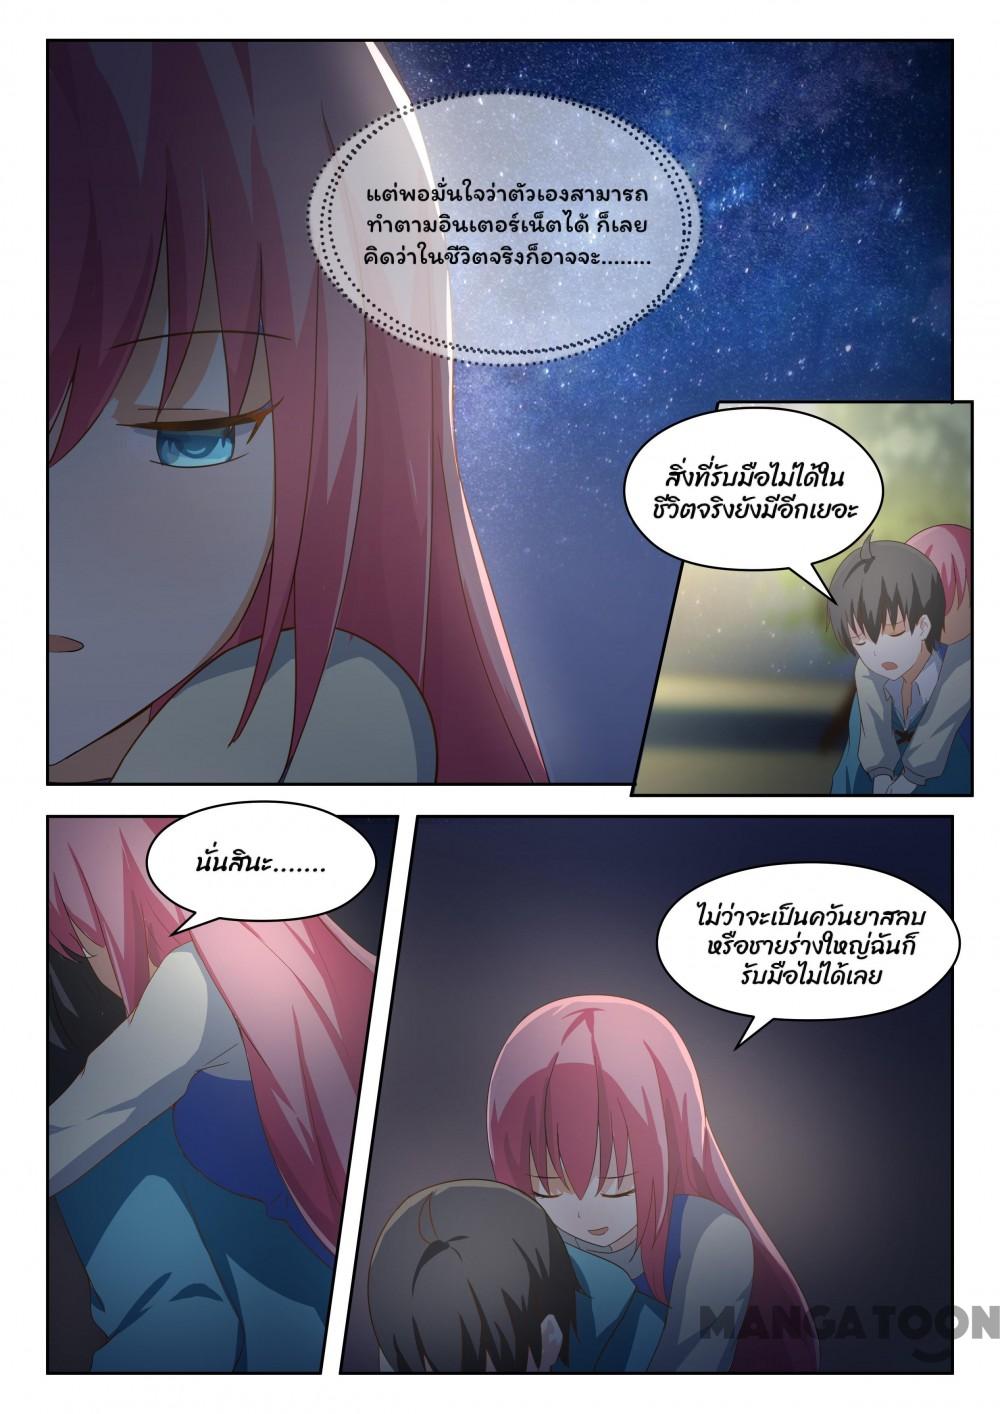 แต่พอมั่นใจว่าตัวเองสามารถ
ทำตามอินเตอร์เน็ตได้ ก็เลย
คิดว่าในชีวิตจริงก็อาจจะ........
สิ่งที่รับมือไม่ได้ใน
ชีวิตจริงยังมีอีกเยอะ
นั่นสินะ.......
ไม่ว่าจะเป็นควันยาสลบ
หรือชายร่างใหญ่ฉันก็
รับมือไม่ได้เลย
MANGATOON